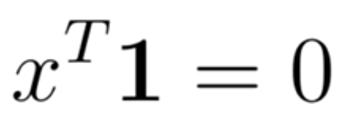 x^T 1 = 0